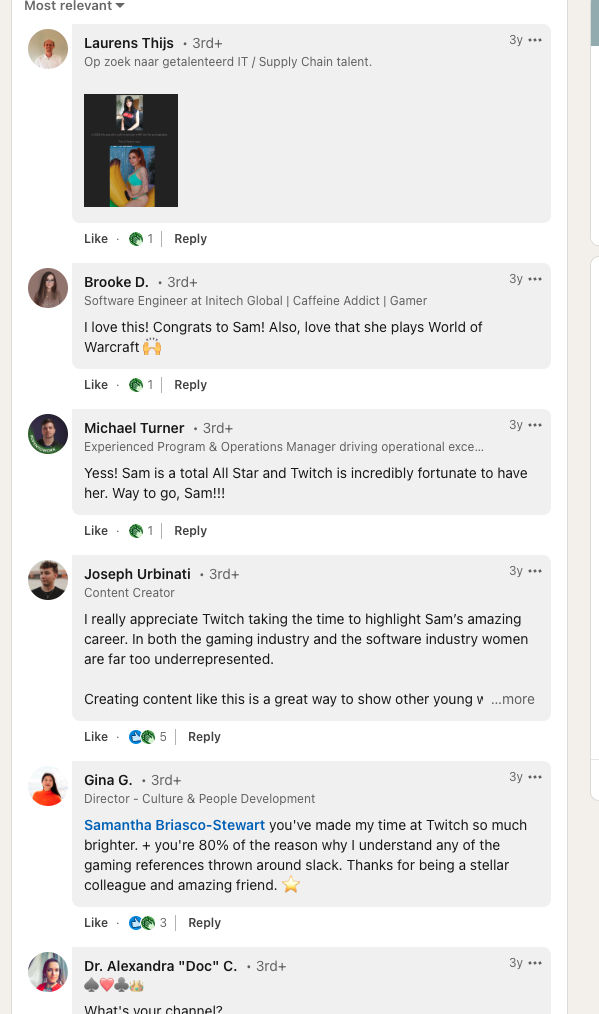 Most relevant
Laurens Thijs • 3rd+ 3y
Op zoek naar getalenteerd IT / Supply Chain talent.
Like · 1 | Reply
Brooke D. • 3rd+ 3y
Software Engineer at Initech Global | Caffeine Addict | Gamer
I love this! Congrats to Sam! Also, love that she plays World of
Warcraft 🙌
Like · 1 | Reply
Michael Turner • 3rd+ 3y
Experienced Program & Operations Manager driving operational exce...
Yess! Sam is a total All Star and Twitch is incredibly fortunate to have
her. Way to go, Sam!!!
Like · 1 | Reply
Joseph Urbinati • 3rd+ 3y
Content Creator
I really appreciate Twitch taking the time to highlight Sam's amazing
career. In both the gaming industry and the software industry women
are far too underrepresented.
Creating content like this is a great way to show other young ...more
Like · 5 | Reply
Gina G. • 3rd+ 3y
Director - Culture & People Development
Samantha Briasco-Stewart you've made my time at Twitch so much
brighter. + you're 80% of the reason why I understand any of the
gaming references thrown around slack. Thanks for being a stellar
colleague and amazing friend. ⭐
Like · 3 | Reply
Dr. Alexandra "Doc" C. • 3rd+ 3y
♠️❤️♣️👑
What's your channel?